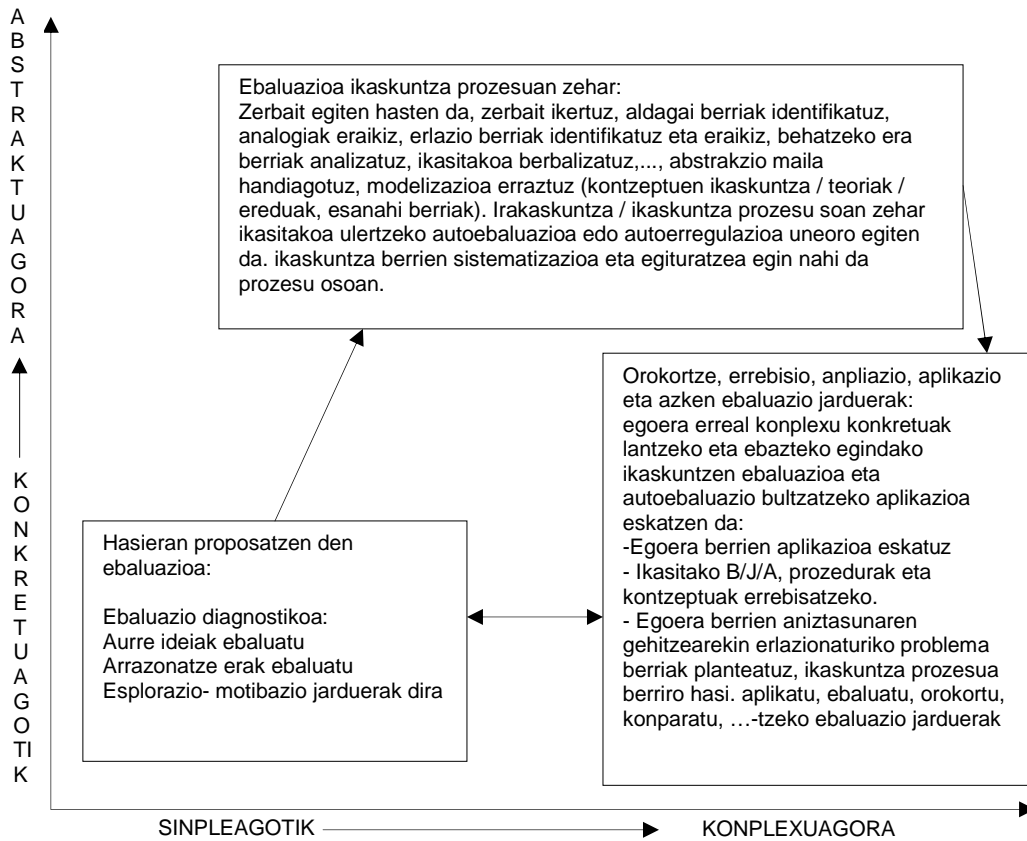 ABSTRAKTUAGORA
KONKRETUAGOTIK
Ebaluazioa ikaskuntza prozesuan zehar:
Zerbait egiten hasten da, zerbait ikertuz, aldagai berriak identifikatuz,
analogiak eraikiz, erlazio berriak identifikatuz eta eraikiz, behatzeko era
berriak analizatuz, ikasitakoa berbalizatuz,..., abstrakzio maila
handiagotuz, modelizazioa erraztuz (kontzeptuen ikaskuntza / teoriak /
ereduak, esanahi berriak). Irakaskuntza / ikaskuntza prozesu soan zehar
ikasitakoa ulertzeko autoebaluazioa edo autoerregulazioa uneoro egiten
da. ikaskuntza berrien sistematizazioa eta egituratzea egin nahi da
prozesu osoan.
Hasieran proposatzen den
ebaluazioa:
Ebaluazio diagnostikoa:
Aurre ideiak ebaluatu
Arrazonatze erak ebaluatu
Esplorazio- motibazio jarduerak dira
Orokortze, errebisio, anpliazio, aplikazio
eta azken ebaluazio jarduerak:
egoera erreal konplexu konkretuak
lantzeko eta ebazteko egindako
ikaskuntzen ebaluazioa eta
autoebaluazio bultzatzeko aplikazioa
eskatzen da:
-Egoera berrien aplikazioa eskatuz
- Ikasitako B/J/A, prozedurak eta
kontzeptuak errebisatzeko.
- Egoera berrien aniztasunaren
gehitzearekin erlazionaturiko problema
berriak planteatuz, ikaskuntza prozesua
berriro hasi. aplikatu, ebaluatu, orokortu,
konparatu, …-tzeko ebaluazio jarduerak
SINPLEAGOTIK
KONPLEXUAGORA